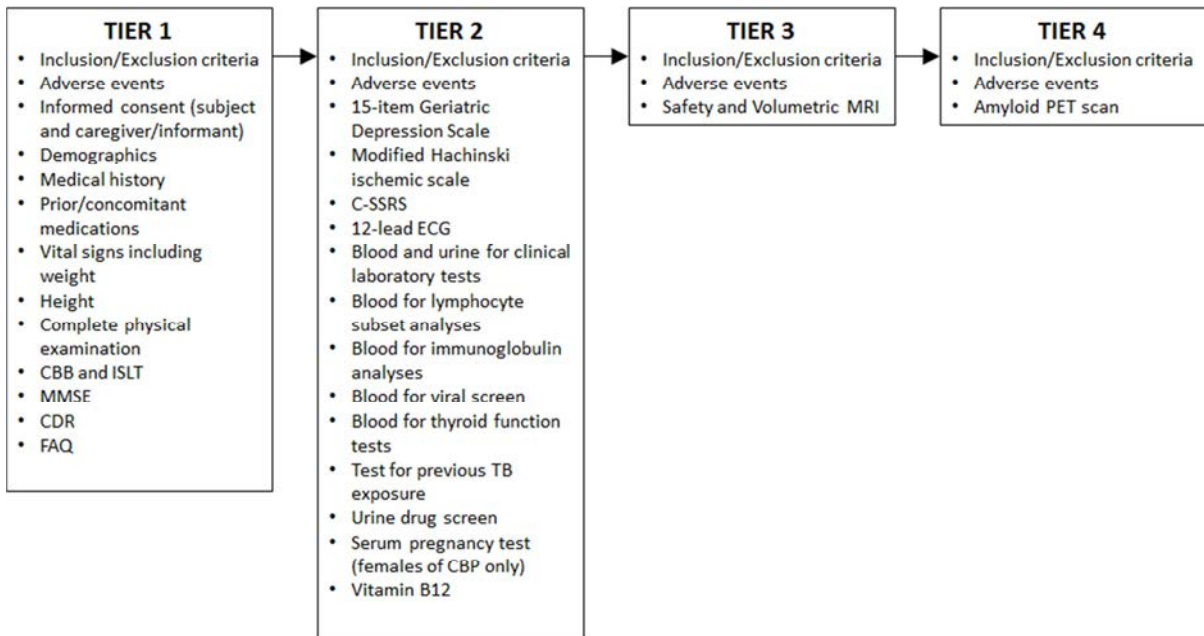 TIER 1
• Inclusion/Exclusion criteria
• Adverse events
• Informed consent (subject
and caregiver/informant)
• Demographics
• Medical history
• Prior/concomitant
medications
• Vital signs including
weight
• Height
• Complete physical
examination
• CBB and ISLT
• MMSE
• CDR
• FAQ
TIER 2
• Inclusion/Exclusion criteria
• Adverse events
• 15-item Geriatric
Depression Scale
• Modified Hachinski
ischemic scale
• C-SSRS
• 12-lead ECG
• Blood and urine for clinical
laboratory tests
• Blood for lymphocyte
subset analyses
• Blood for immunoglobulin
analyses
• Blood for viral screen
• Blood for thyroid function
tests
• Test for previous TB
exposure
• Urine drug screen
• Serum pregnancy test
(females of CBP only)
• Vitamin B12
TIER 3
• Inclusion/Exclusion criteria
• Adverse events
• Safety and Volumetric MRI
TIER 4
• Inclusion/Exclusion criteria
• Adverse events
• Amyloid PET scan